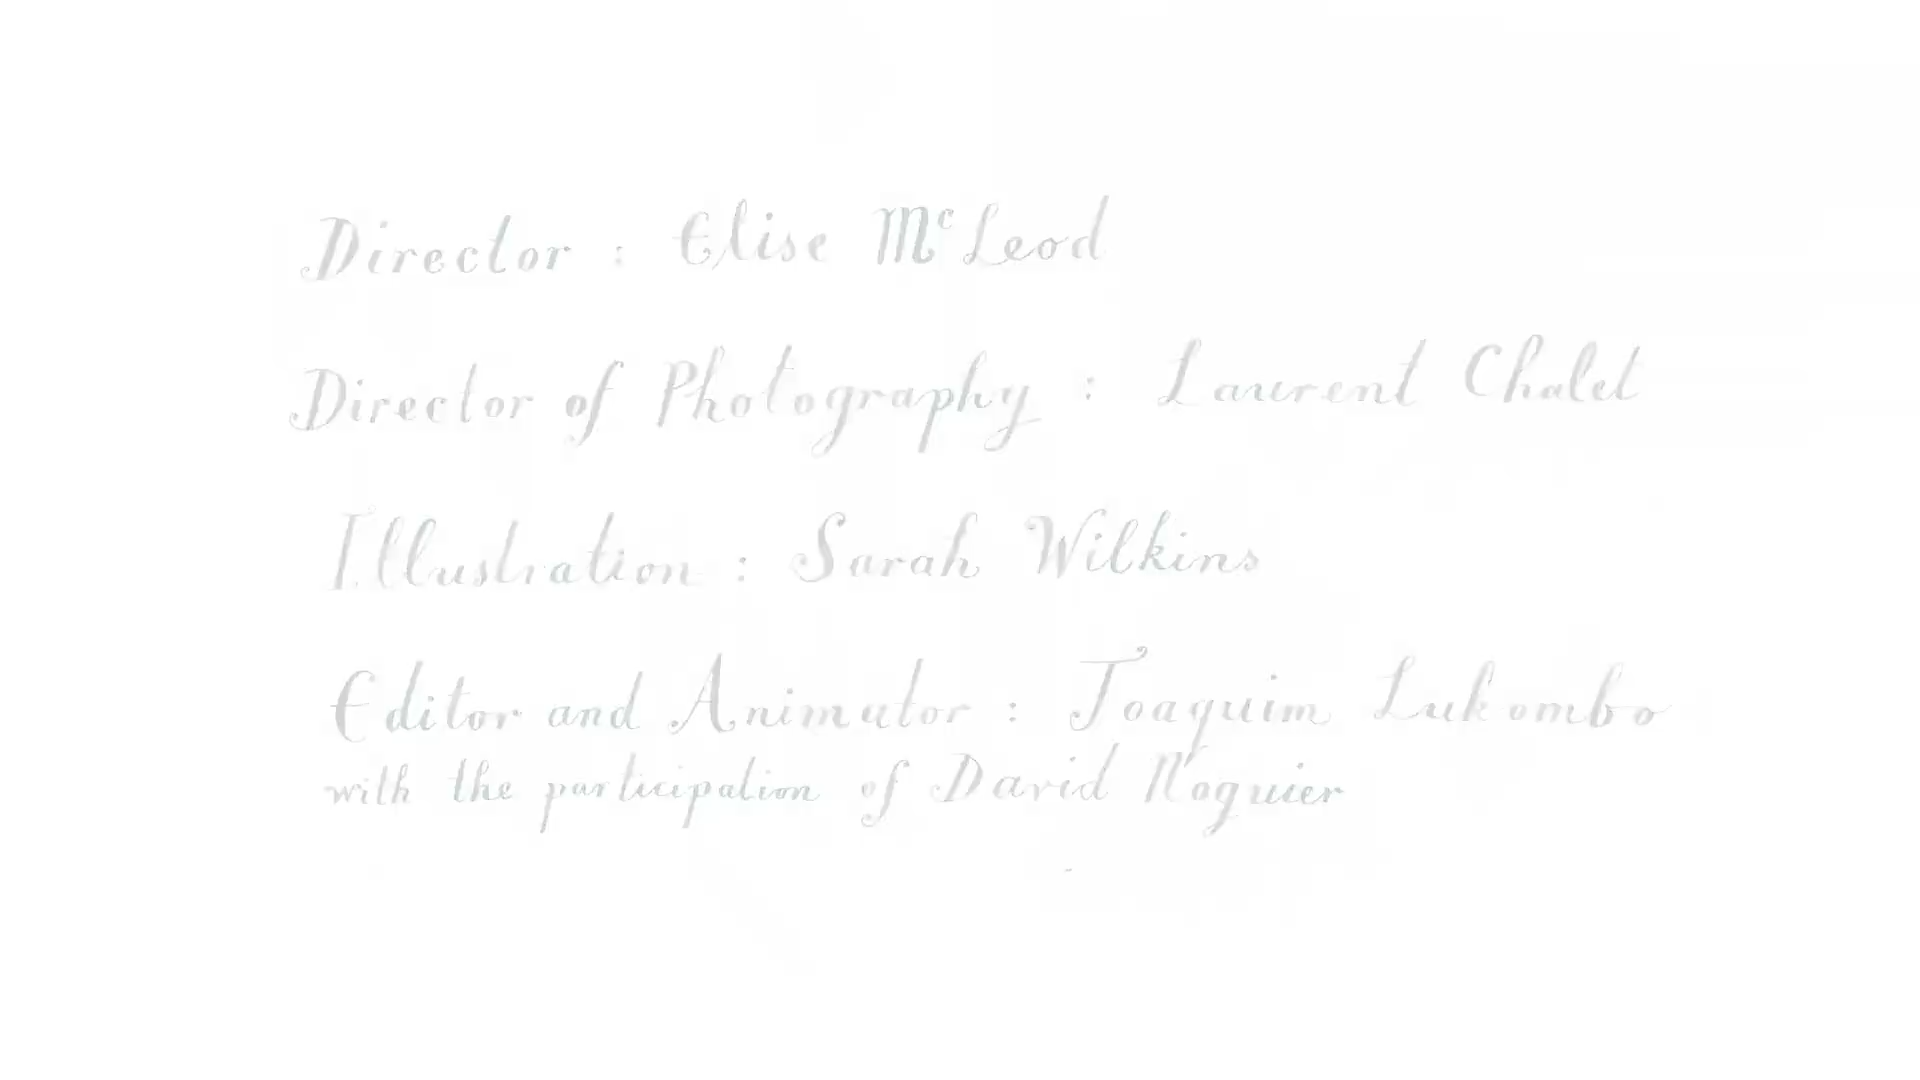 Director : Elise McLeod
Director of Photography : Laurent Chalet
Illustration : Sarah Wilkins
Editor and Animator : Joaquim Lukombo
with the participation of David Noguier